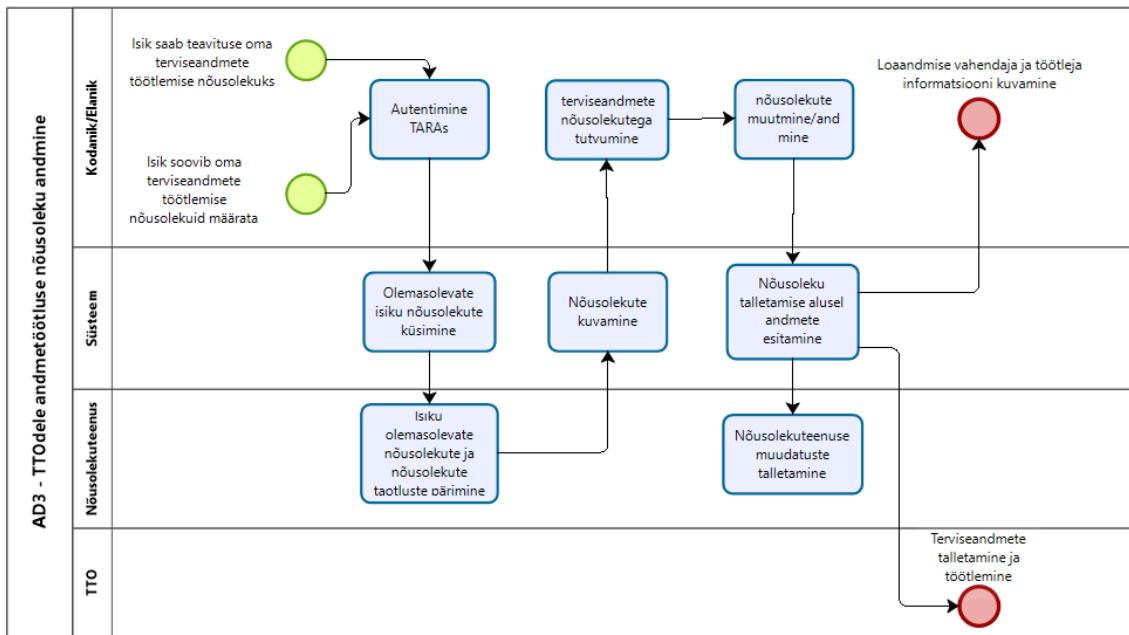 AD3 - TTOdele andmetöötluse nõusoleku andmine
Kodanik/Elanik
Isik saab teavituse oma
terviseandmete
töötlemise nõusolekuks
Isik soovib oma
terviseandmete
töötlemise
nõusolekuid määrata
Autentimine
TARAs
terviseandmete
nõusolekutega
tutvumine
nõusolekute
muutmine/and
mine
Loaandmise vahendaja ja töötleja
informatsiooni kuvamine
Süsteem
Olemasolevate
isiku nõusolekute
küsimine
Nõusolekute
kuvamine
Nõusoleku
talletamise alusel
andmete
esitamine
Nõusolekuteenus
Isiku
olemasolevate
nõusolekute ja
nõusolekute
taotluste pärimine
Nõusolekuteenuse
muudatuste
talletamine
TTO
Terviseandmete
talletamine ja
töötlemine